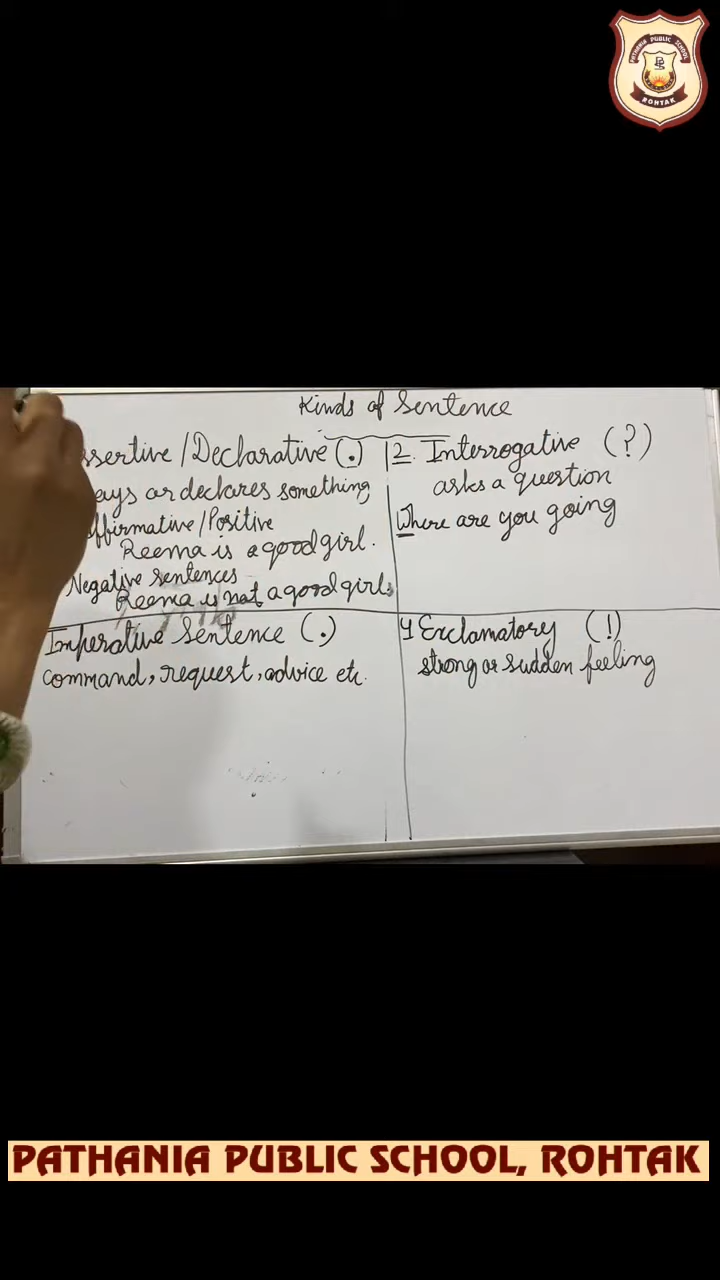 PATHANIA PUBLIC SCHOOL
ROHTAK
Kinds of Sentence
ssertive / Declarative (.)
ays or declares something
ffirmative / Positive
Reema is a good girl.
Negative sentences
Reema is not a good girl.
2. Interrogative (?)
asks a question
Where are you going
Imperative Sentence (.)
command, request, advice etc.
4 Exclamatory (!)
strong or sudden feeling
PATHANIA PUBLIC SCHOOL, ROHTAK